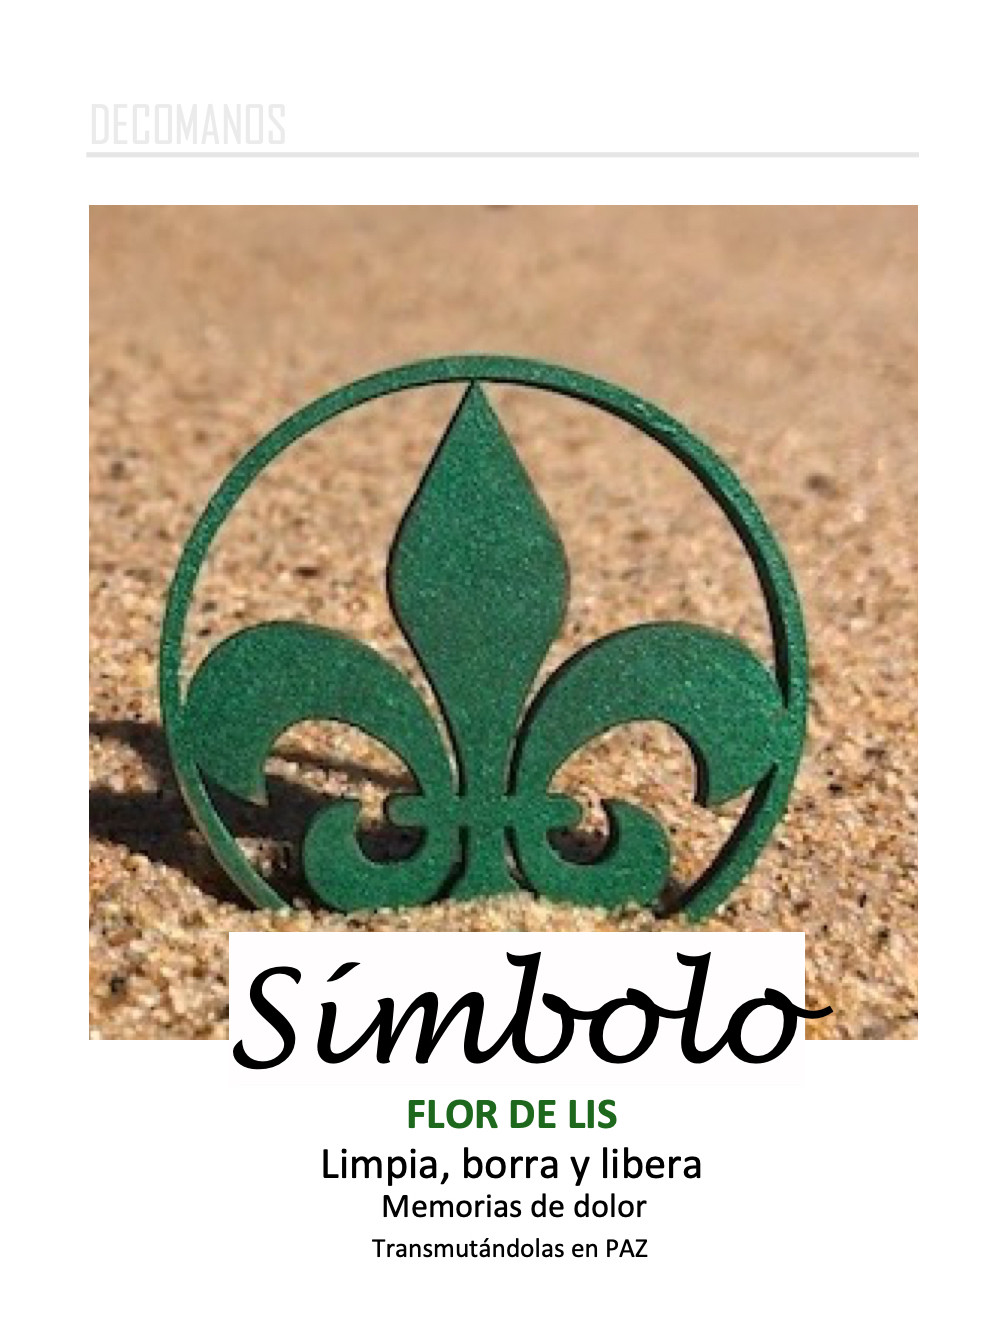 DECOMANOS
Símbolo
FLOR DE LIS
Limpia, borra y libera
Memorias de dolor
Transmutándolas en PAZ